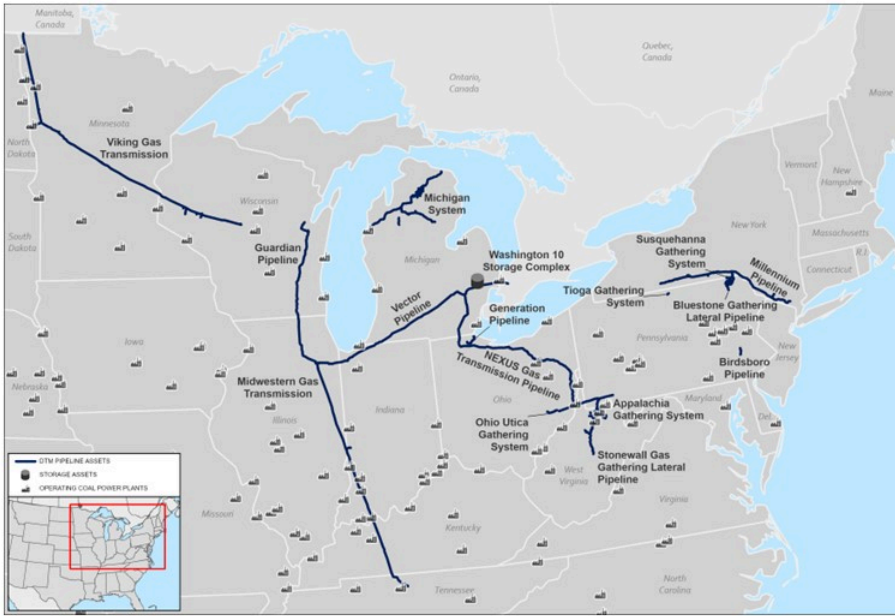 Manitoba,
Canada
Quebec,
Canada
Ontario,
Canada
Maine
Minnesota
North
Dakota
Viking Gas
Transmission
Vermont
New
Hampshire
Wisconsin
Michigan
System
South
Dakota
New York
Massachusetts
Guardian
Pipeline
Michigan
Washington 10
Storage Complex
Susquehanna
Gathering
System
Millennium
Pipeline
Connecticut
R.I.
Tioga Gathering
System
Vector
Pipeline
Generation
Pipeline
Bluestone Gathering
Lateral Pipeline
Iowa
Pennsylvania
New
Jersey
NEXUS Gas
Transmission Pipeline
Birdsboro
Pipeline
Nebraska
Midwestern Gas
Transmission
Ohio
Illinois
Indiana
Appalachia
Gathering System
Maryland
Del.
Ohio Utica
Gathering
System
Stonewall Gas
Gathering Lateral
Pipeline
West
Virginia
Virginia
Missouri
Kentucky
Tennessee
North
Carolina
DTM PIPELINE ASSETS
STORAGE ASSETS
OPERATING COAL POWER PLANTS